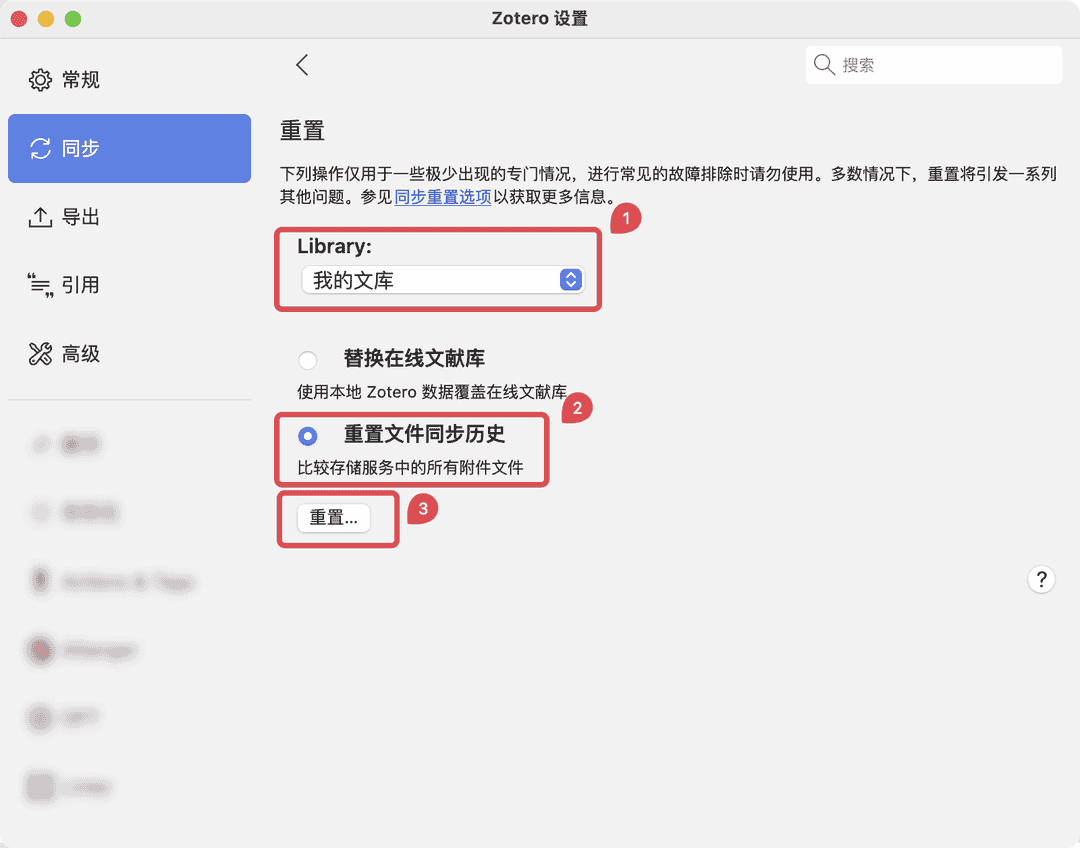 Zotero 设置
常规
同步
导出
引用
高级
搜索
重置
下列操作仅用于一些极少出现的专门情况，进行常见的故障排除时请勿使用。多数情况下，重置将引发一系列
其他问题。参见同步重置选项以获取更多信息。
1
Library:
我的文库
替换在线文献库
使用本地 Zotero 数据覆盖在线文献库
2
重置文件同步历史
比较存储服务中的所有附件文件
重置...
3
?